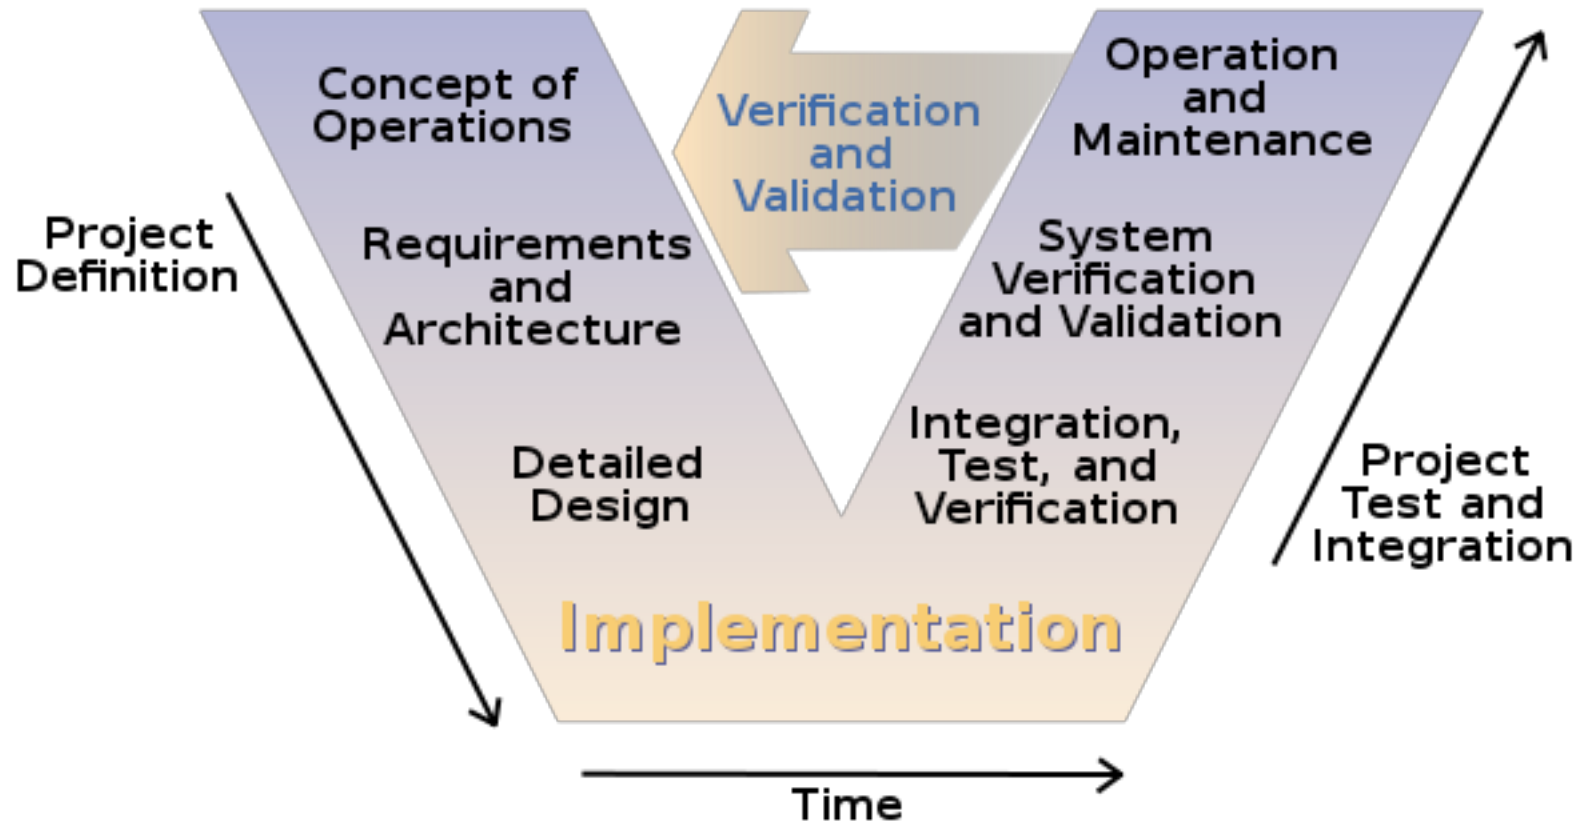 Concept of
Operations
Verification
and
Validation
Operation
and
Maintenance
Project
Definition
Requirements
and
Architecture
System
Verification
and Validation
Detailed
Design
Integration,
Test, and
Verification
Project
Test and
Integration
Implementation
Time